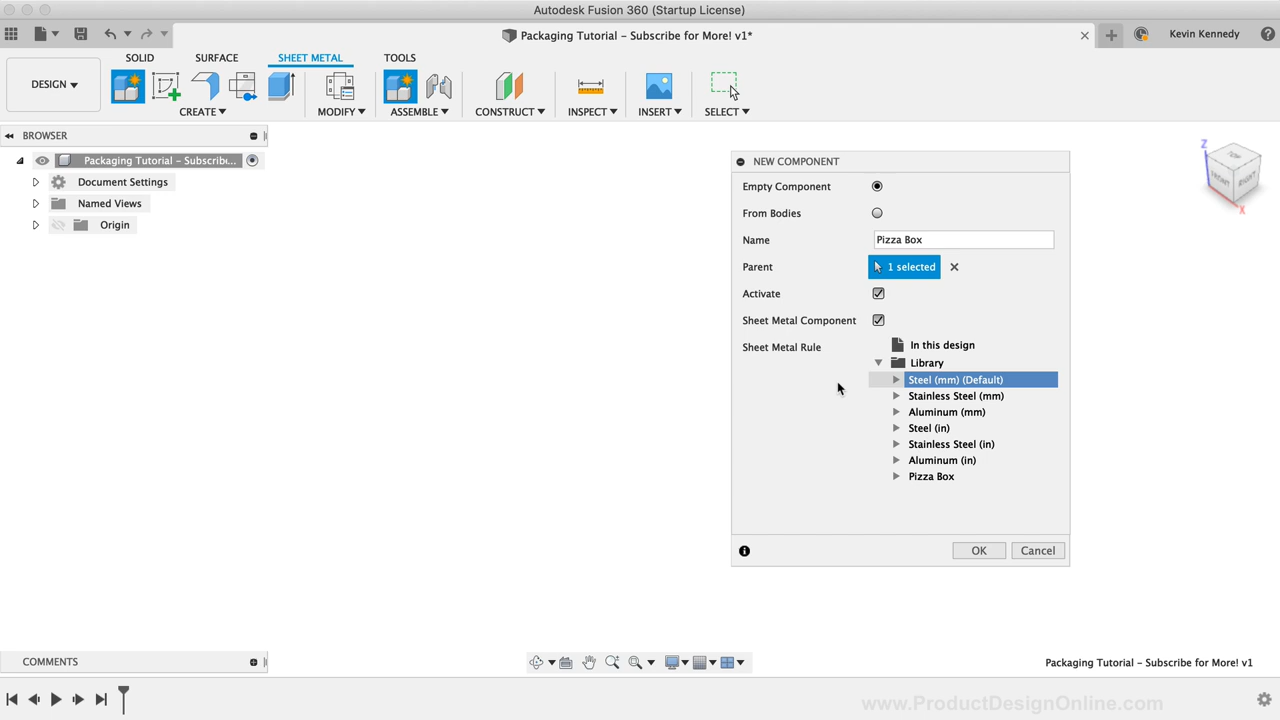 Autodesk Fusion 360 (Startup License)
Packaging Tutorial – Subscribe for More! v1*
Kevin Kennedy
SOLID SURFACE SHEET METAL TOOLS
DESIGN
CREATE MODIFY ASSEMBLE CONSTRUCT INSPECT INSERT SELECT
BROWSER
Packaging Tutorial – Subscrib...
Document Settings
Named Views
Origin
NEW COMPONENT
Empty Component
From Bodies
Name Pizza Box
Parent 1 selected
Activate
Sheet Metal Component
Sheet Metal Rule
In this design
Library
Steel (mm) (Default)
Stainless Steel (mm)
Aluminum (mm)
Steel (in)
Stainless Steel (in)
Aluminum (in)
Pizza Box
OK Cancel
Z
TOP
FRONT RIGHT
X
COMMENTS
Packaging Tutorial – Subscribe for More! v1
www.ProductDesignOnline.com